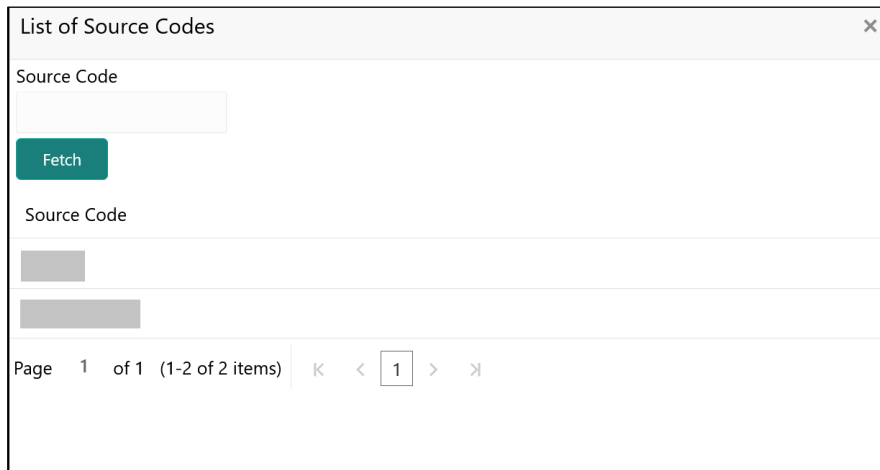 List of Source Codes ×
Source Code
Fetch
Source Code
Page 1 of 1 (1-2 of 2 items) 1